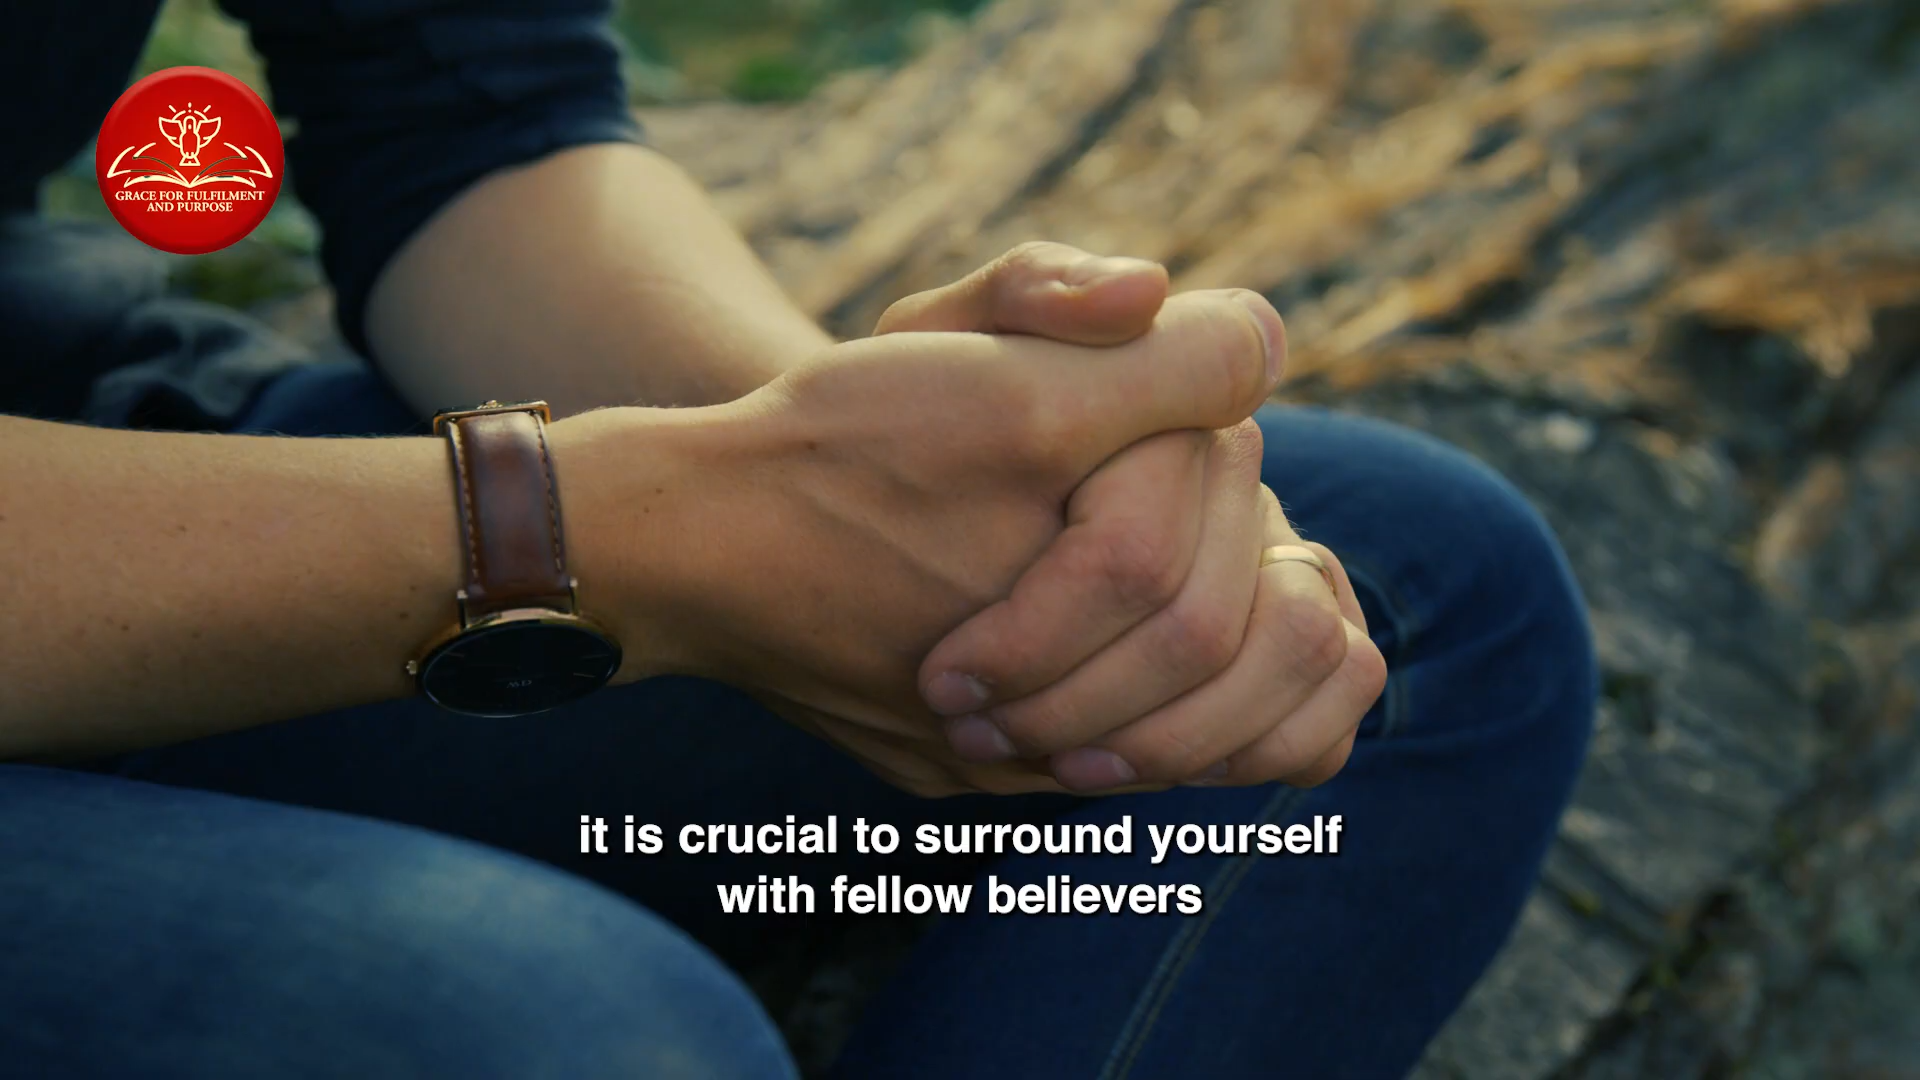 GRACE FOR FULFILMENT
AND PURPOSE
it is crucial to surround yourself
with fellow believers